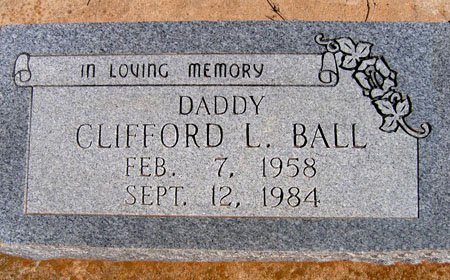 IN LOVING MEMORY
DADDY
CLIFFORD L. BALL
FEB. 7, 1958
SEPT. 12, 1984